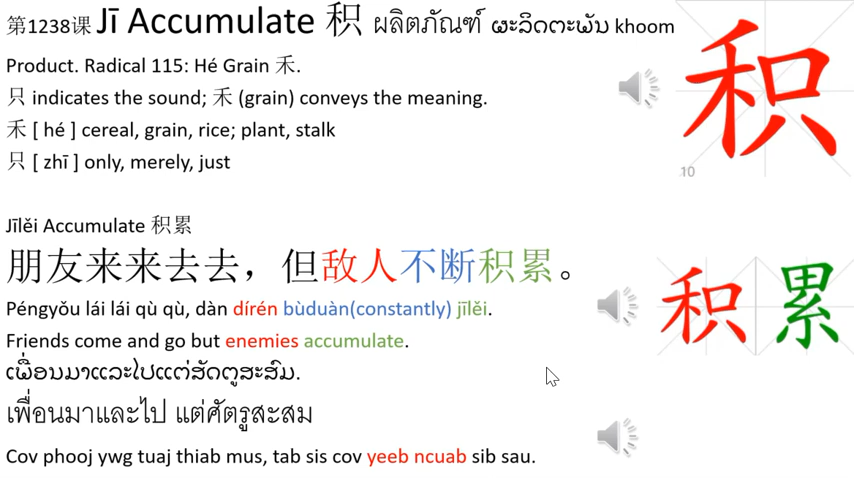 第1238课 Jī Accumulate 积 ผลิตภัณฑ์ ຜະລິດຕະພັນ khoom
Product. Radical 115: Hé Grain 禾.
只 indicates the sound; 禾 (grain) conveys the meaning.
禾 [ hé ] cereal, grain, rice; plant, stalk
只 [ zhī ] only, merely, just
积
10
Jīlěi Accumulate 积累
朋友来来去去，但敌人不断积累。
Péngyǒu lái lái qù qù, dàn dírén bùduàn(constantly) jīlěi.
Friends come and go but enemies accumulate.
ເພື່ອນມາແລະໄປແຕ່ສັດຕູສະສົມ.
เพื่อนมาและไป แต่ศัตรูสะสม
Cov phooj ywg tuaj thiab mus, tab sis cov yeeb ncuab sib sau.
积累